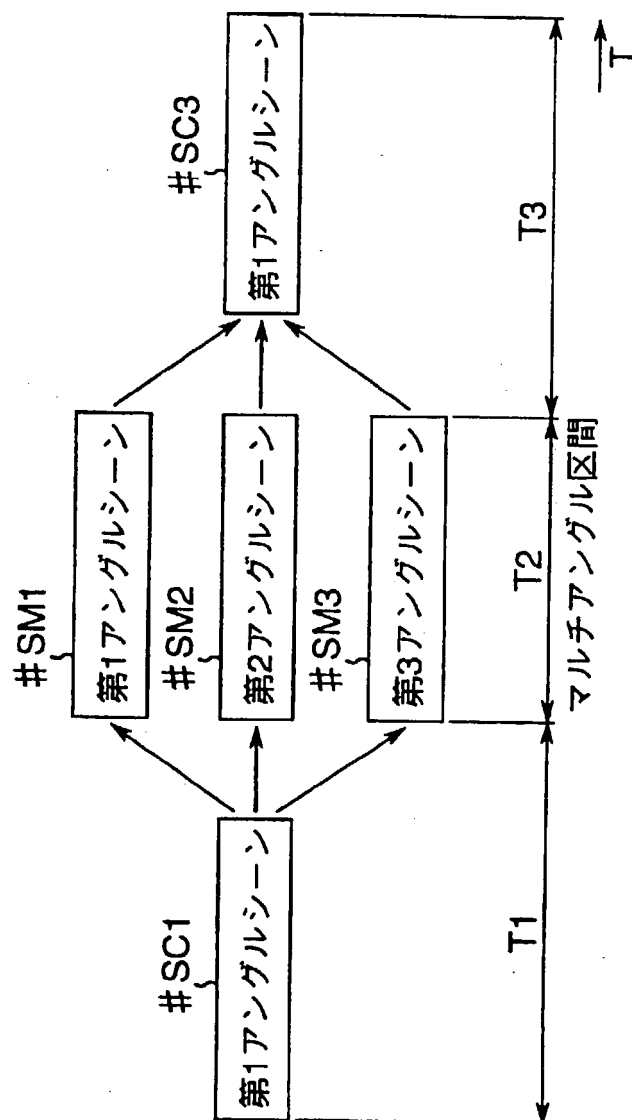 #SC1
第1アングルシーン
#SM1
第1アングルシーン
#SM2
第2アングルシーン
#SM3
第3アングルシーン
#SC3
第1アングルシーン
T1
T2
T3
マルチアングル区間
T